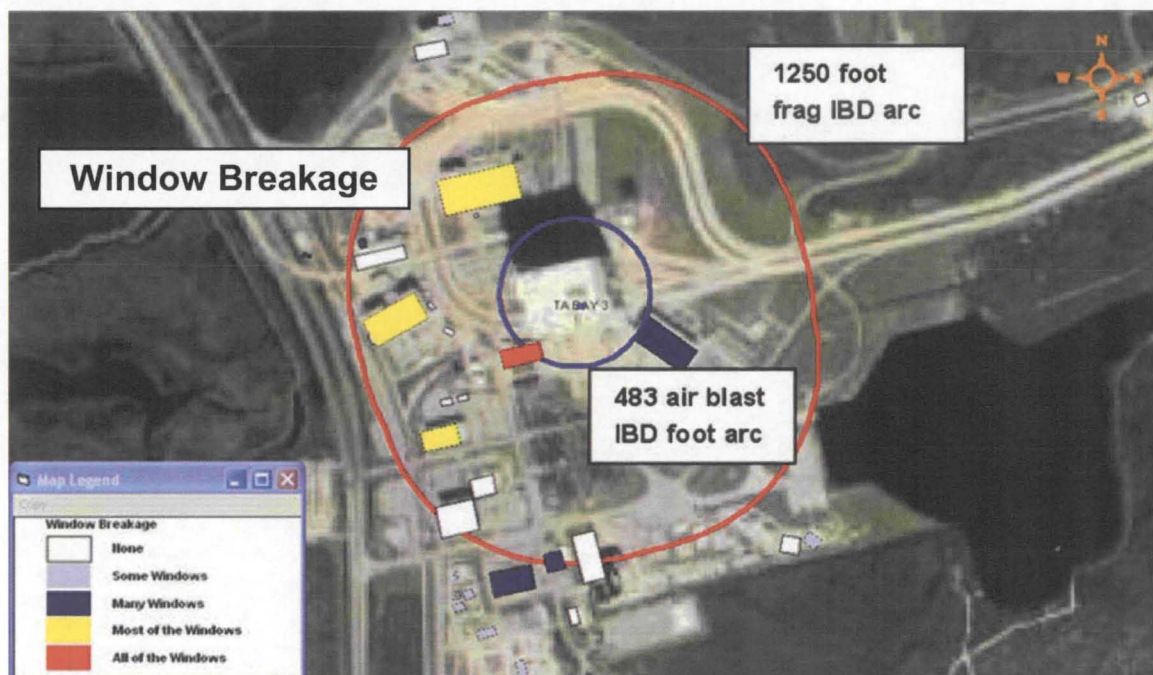 1250 foot
frag IBD arc
N
W
S
Window Breakage
TA BAY 3
483 air blast
IBD foot arc
Map Legend
Copy
Window Breakage
None
Some Windows
Many Windows
Most of the Windows
All of the Windows